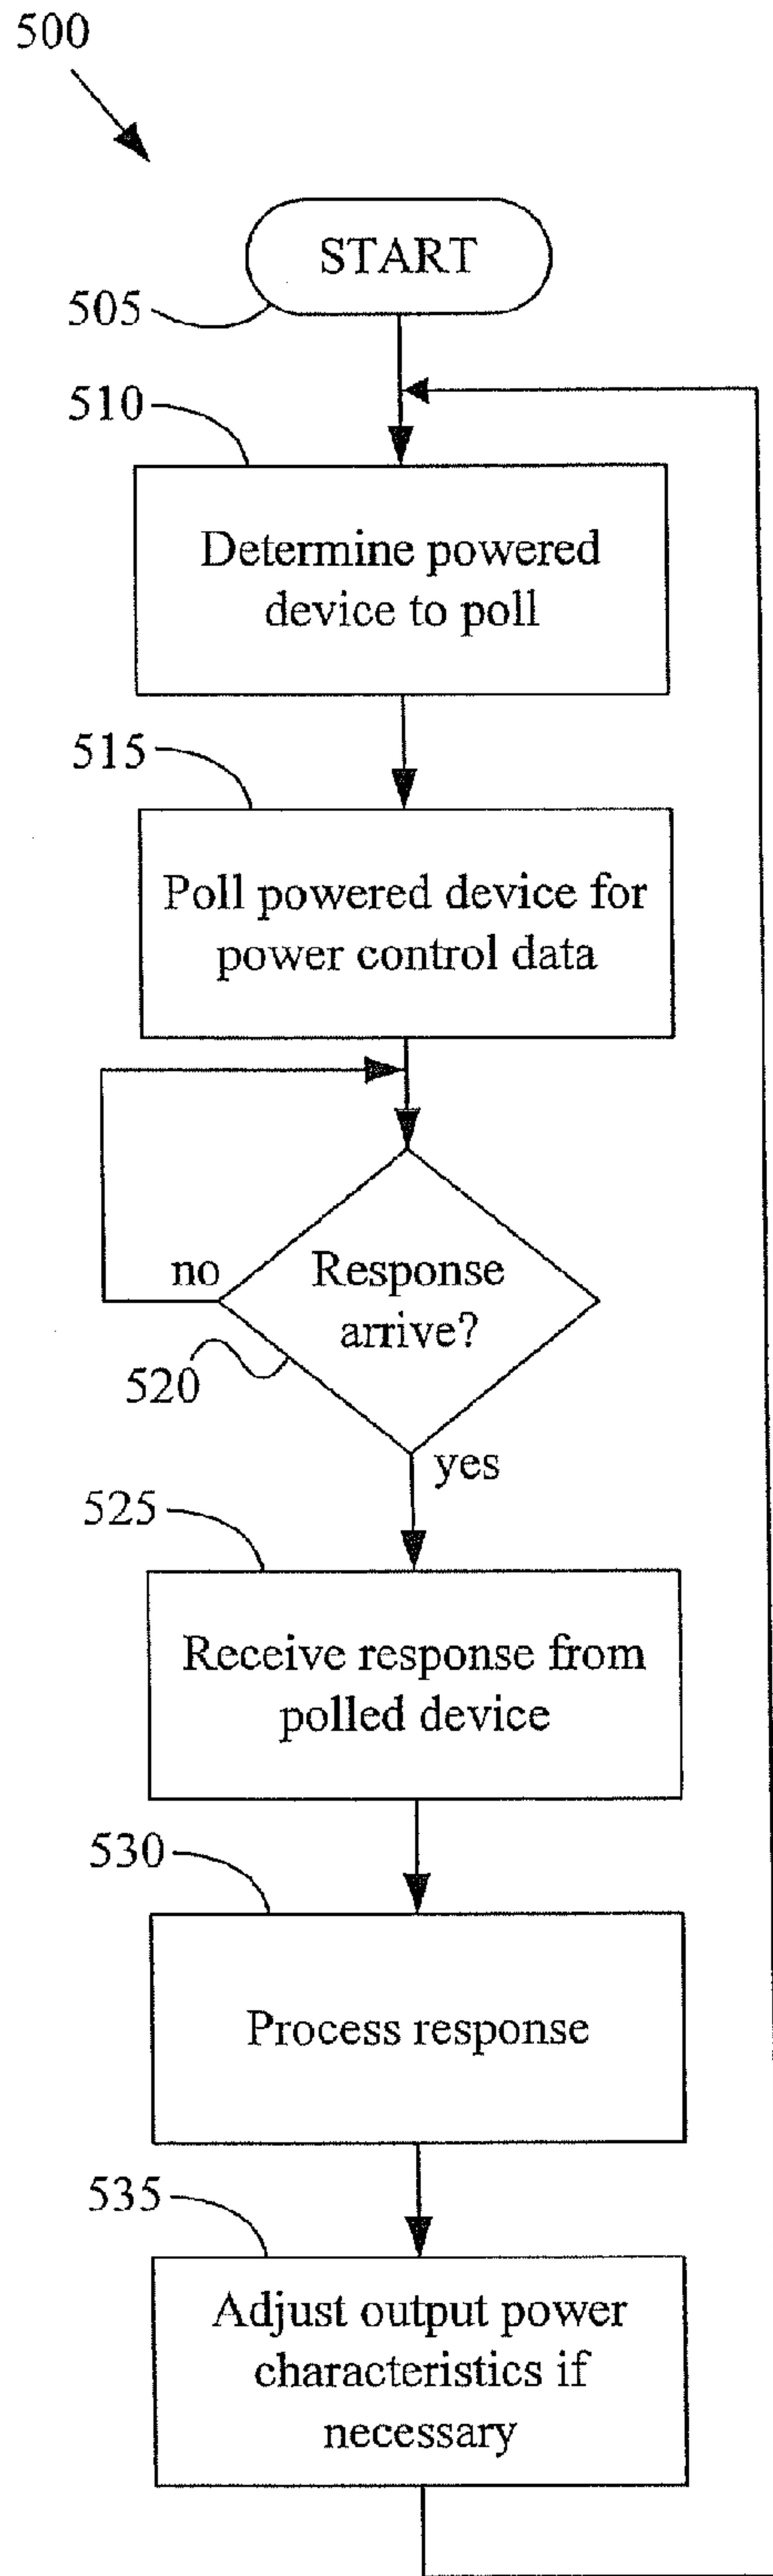 500
START
505
510
Determine powered
device to poll
515
Poll powered device for
power control data
no
Response
arrive?
520
yes
525
Receive response from
polled device
530
Process response
535
Adjust output power
characteristics if
necessary